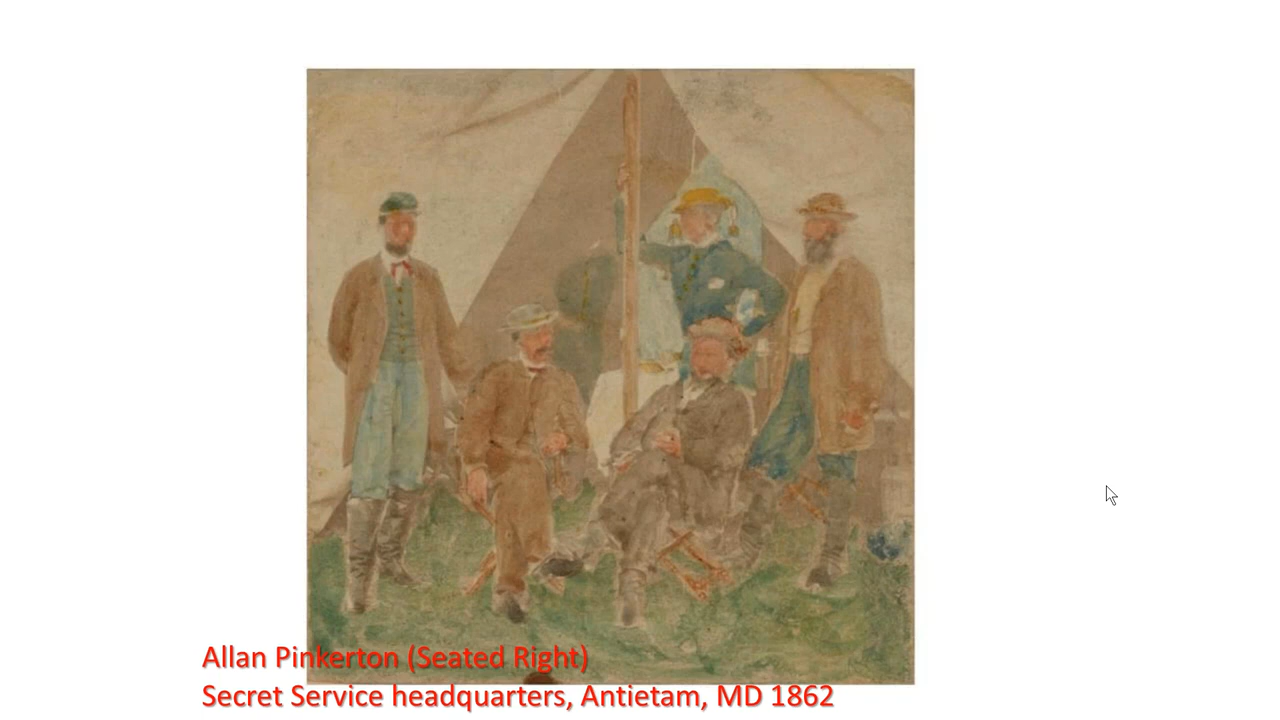 Allan Pinkerton (Seated Right)
Secret Service headquarters, Antietam, MD 1862